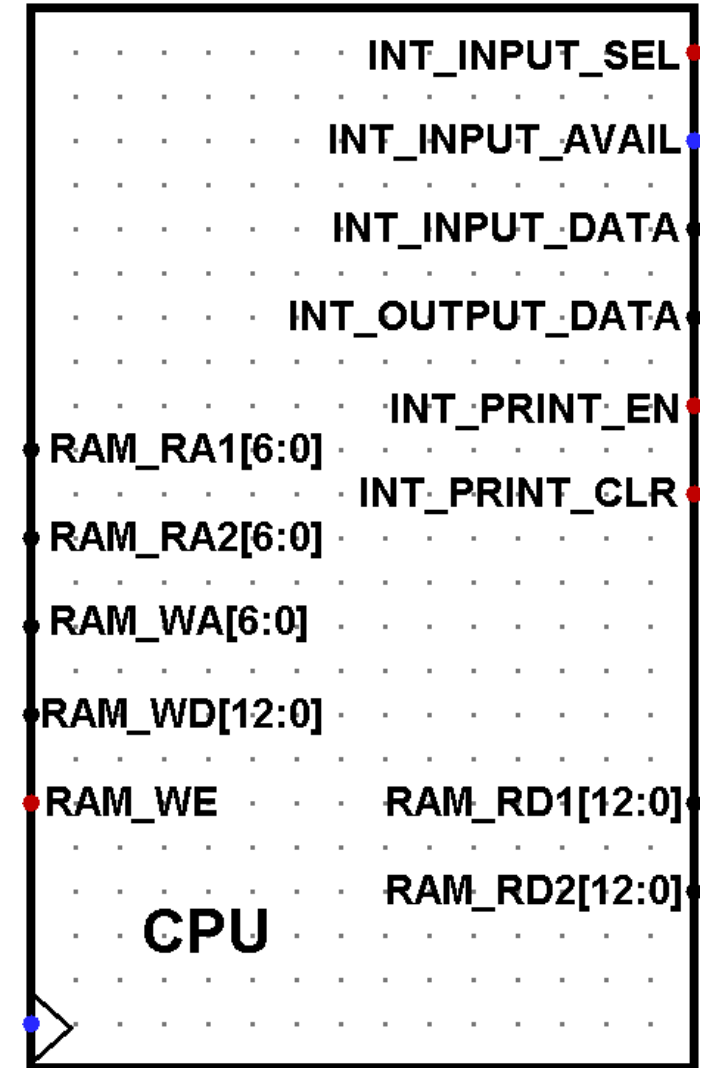 INT_INPUT_SEL
INT_INPUT_AVAIL
INT_INPUT_DATA
INT_OUTPUT_DATA
INT_PRINT_EN
RAM_RA1[6:0]
INT_PRINT_CLR
RAM_RA2[6:0]
RAM_WA[6:0]
RAM_WD[12:0]
RAM_WE RAM_RD1[12:0]
RAM_RD2[12:0]
CPU